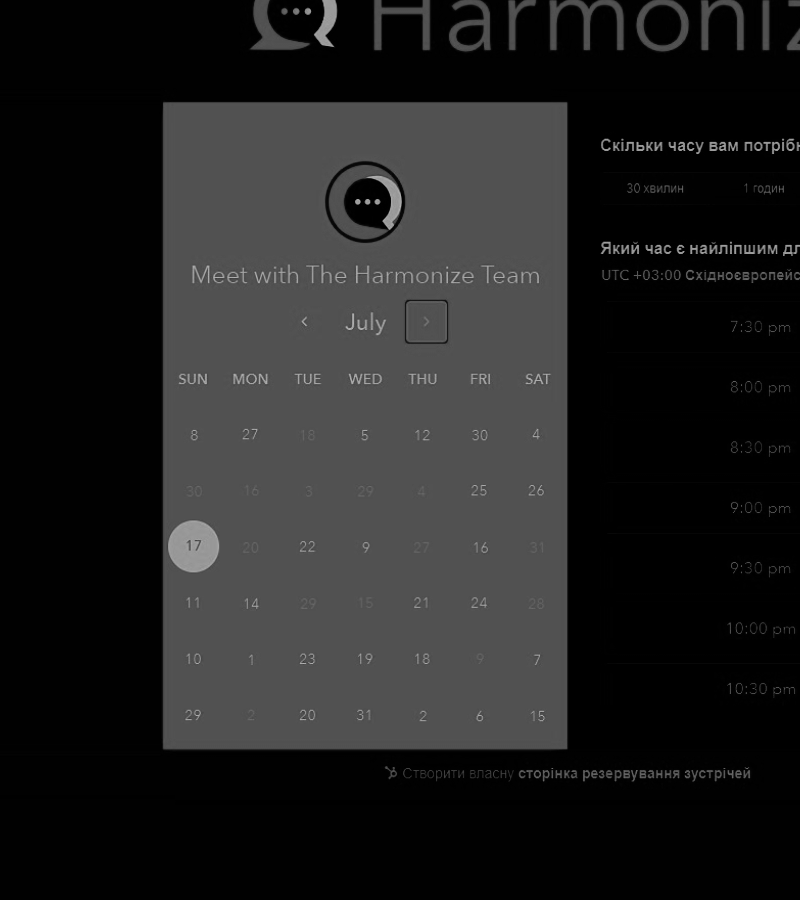 Harmoniz
Meet with The Harmonize Team
July
SUN MON TUE WED THU FRI SAT
8 27 18 5 12 30 4
30 16 3 29 4 25 26
17 20 22 9 27 16 31
11 14 29 15 21 24 28
10 1 23 19 18 9 7
29 2 20 31 2 6 15
Скільки часу вам потрібн
30 хвилин 1 годин
Який час є найліпшим дл
UTC +03:00 Східноєвропейс
7:30 pm
8:00 pm
8:30 pm
9:00 pm
9:30 pm
10:00 pm
10:30 pm
Створити власну сторінка резервування зустрічей